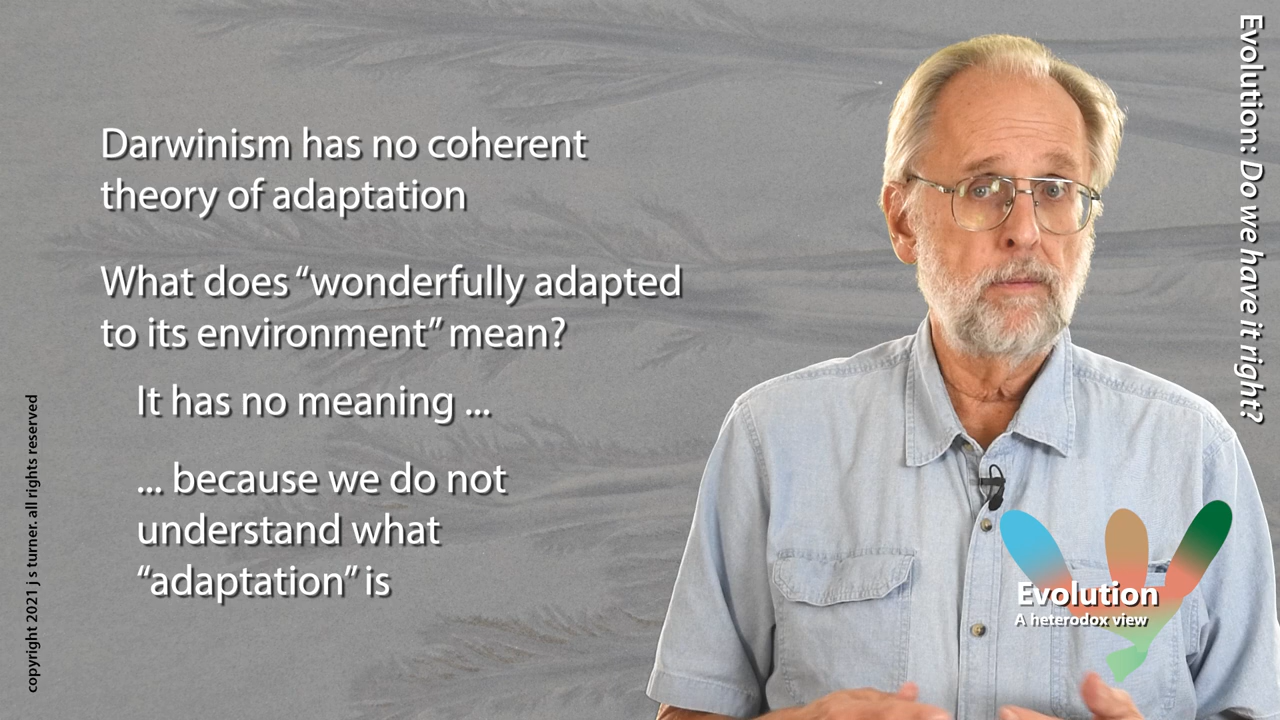 Darwinism has no coherent
theory of adaptation
What does “wonderfully adapted
to its environment” mean?
It has no meaning ...
... because we do not
understand what
“adaptation” is
Evolution: Do we have it right?
Evolution
A heterodox view
copyright 2021 j s turner. all rights reserved